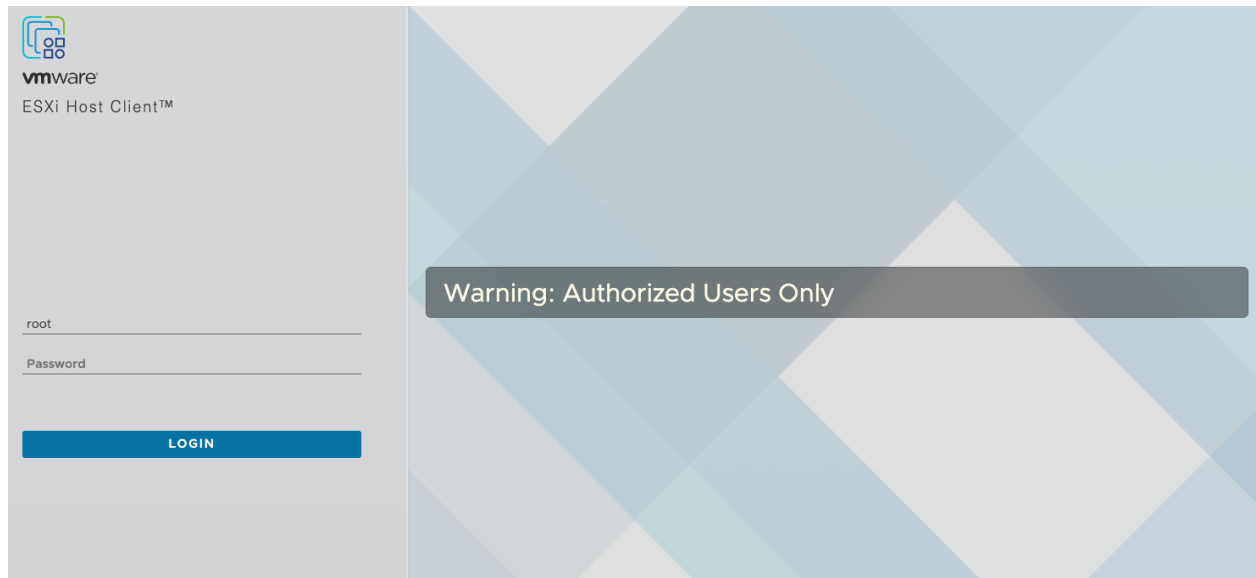 vmware®
ESXi Host Client™
root
Password
LOGIN
Warning: Authorized Users Only